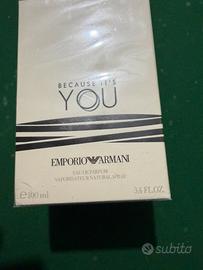 BECAUSE IT'S
YOU
EMPORIO ARMANI
EAU DE PARFUM
VAPORISATEUR NATURAL SPRAY
℮ 100 ml 3.4 FL.OZ.
subito